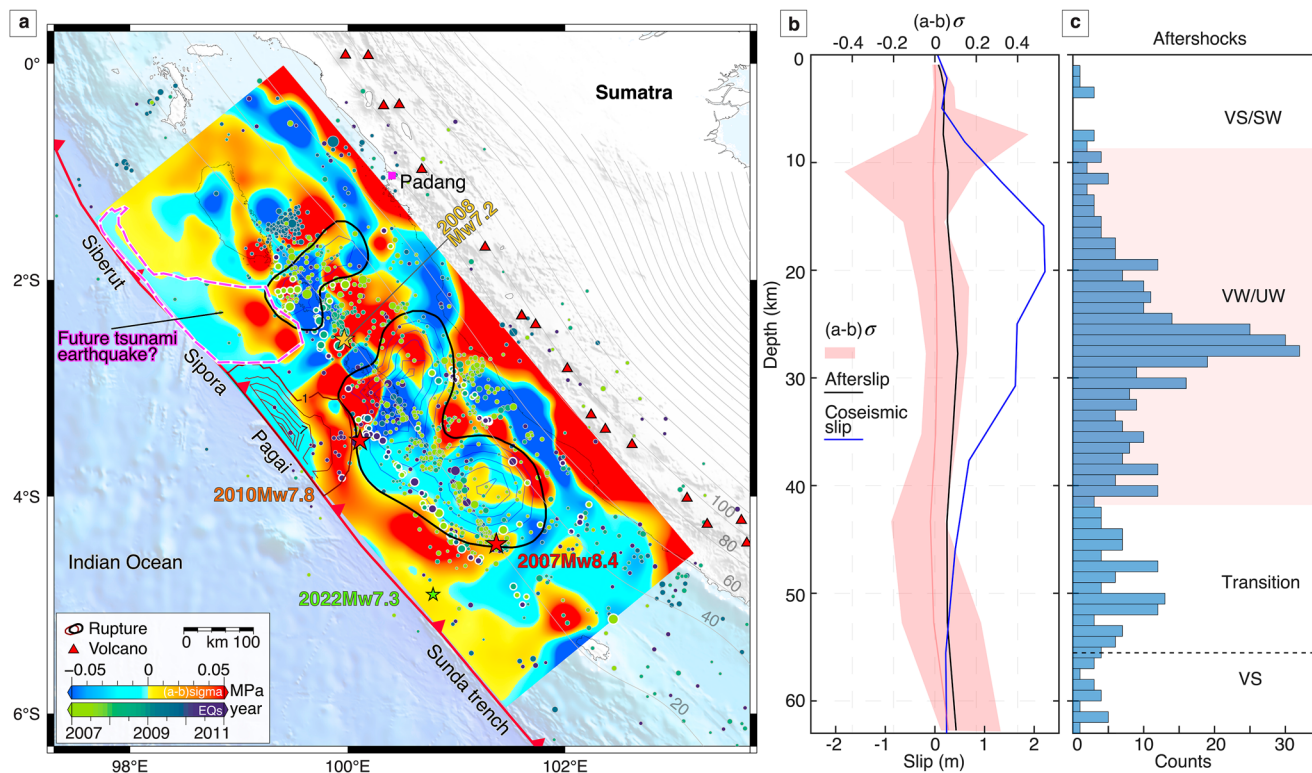 a
0°
2°S
4°S
6°S
98°E
100°E
102°E
Sumatra
Padang
2008
Mw7.2
Siberut
Future tsunami
earthquake?
Sipora
1
Pagai
2010Mw7.8
2007Mw8.4
2022Mw7.3
Indian Ocean
Sunda trench
100
80
60
40
20
Rupture
Volcano
0 km 100
−0.05 0 0.05
(a-b)sigma MPa
EQs year
2007 2009 2011
b
(a-b)σ
-0.4 -0.2 0 0.2 0.4
0
10
20
30
40
50
60
Depth (km)
(a-b)σ
Afterslip
Coseismic
slip
-2 -1 0 1 2
Slip (m)
c
Aftershocks
VS/SW
VW/UW
Transition
VS
0 10 20 30
Counts